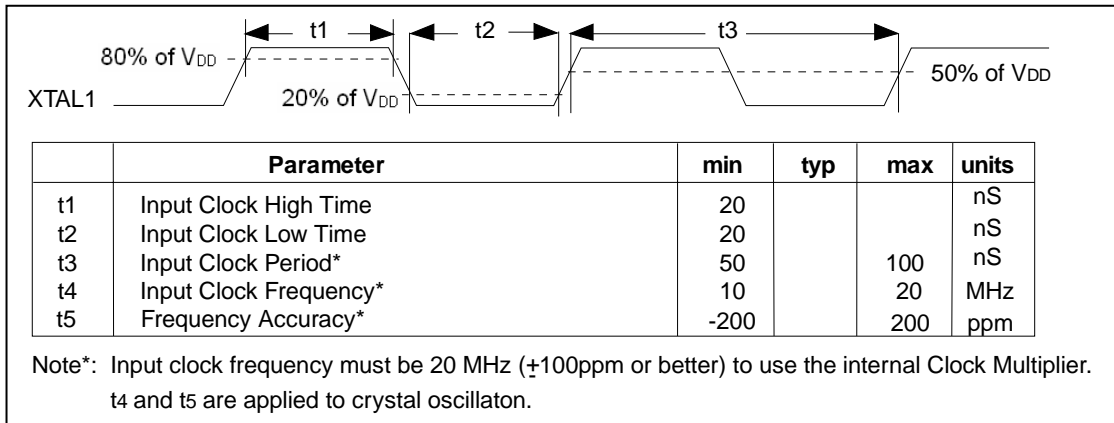 t1 t2 t3
80% of VDD
50% of VDD
XTAL1
20% of VDD
Parameter min typ max units
t1 Input Clock High Time 20 nS
t2 Input Clock Low Time 20 nS
t3 Input Clock Period* 50 100 nS
t4 Input Clock Frequency* 10 20 MHz
t5 Frequency Accuracy* -200 200 ppm
Note*: Input clock frequency must be 20 MHz (±100ppm or better) to use the internal Clock Multiplier.
t4 and t5 are applied to crystal oscillaton.